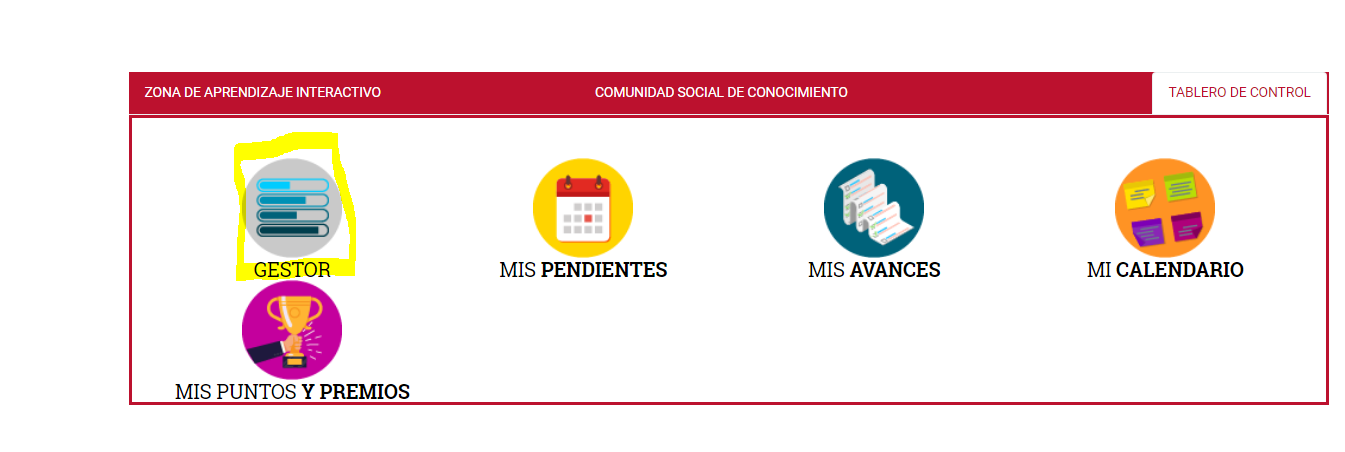 ZONA DE APRENDIZAJE INTERACTIVO
COMUNIDAD SOCIAL DE CONOCIMIENTO
TABLERO DE CONTROL
GESTOR
MIS PENDIENTES
MIS AVANCES
MI CALENDARIO
MIS PUNTOS Y PREMIOS